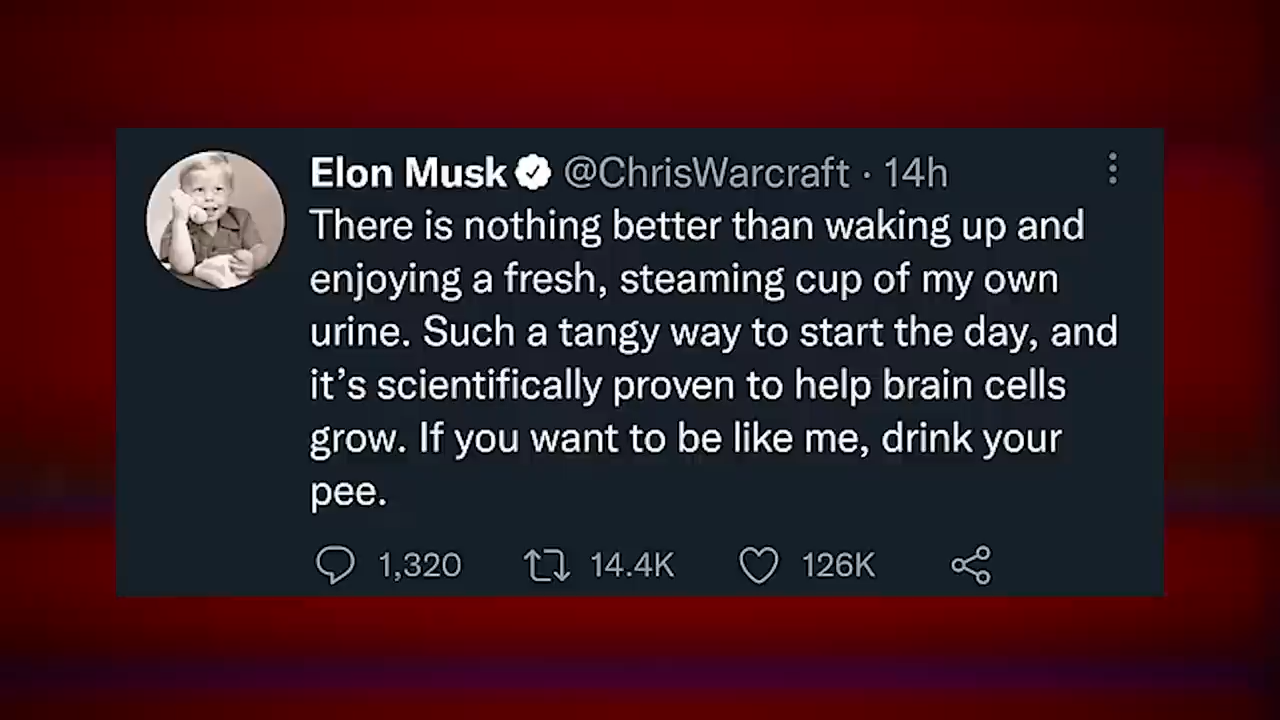 Elon Musk @ChrisWarcraft · 14h
There is nothing better than waking up and
enjoying a fresh, steaming cup of my own
urine. Such a tangy way to start the day, and
it’s scientifically proven to help brain cells
grow. If you want to be like me, drink your
pee.
1,320 14.4K 126K